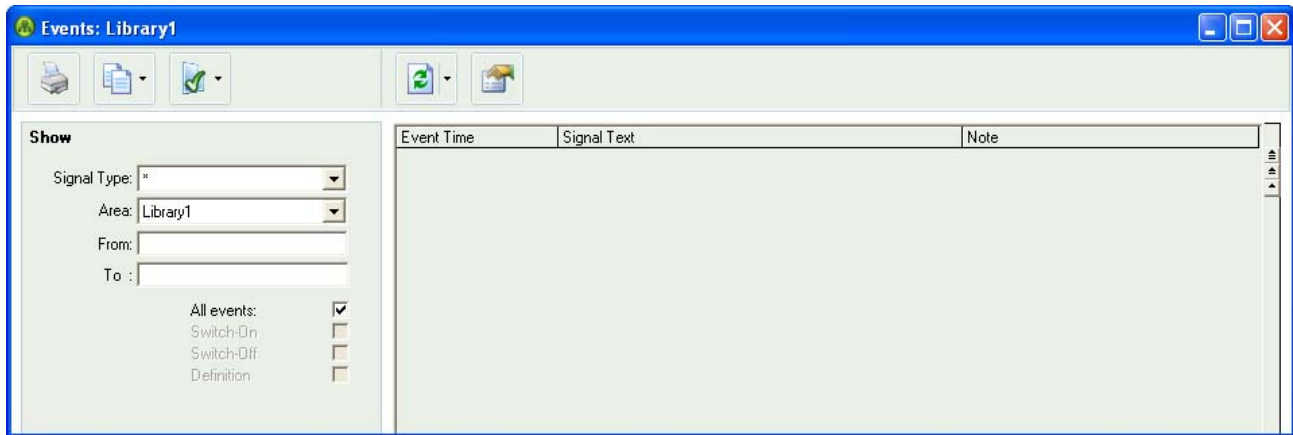 Events: Library1
Show
Signal Type: *
Area: Library1
From:
To :
All events:
Switch-On
Switch-Off
Definition
Event Time Signal Text Note